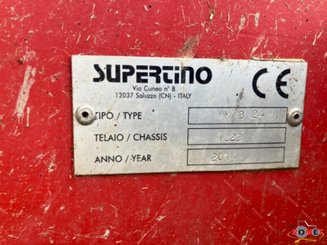 SUPERTINO
Via Cuneo n° 8
12037 Saluzzo (CN) - ITALY
CE
TIPO / TYPE
TELAIO / CHASSIS
ANNO / YEAR